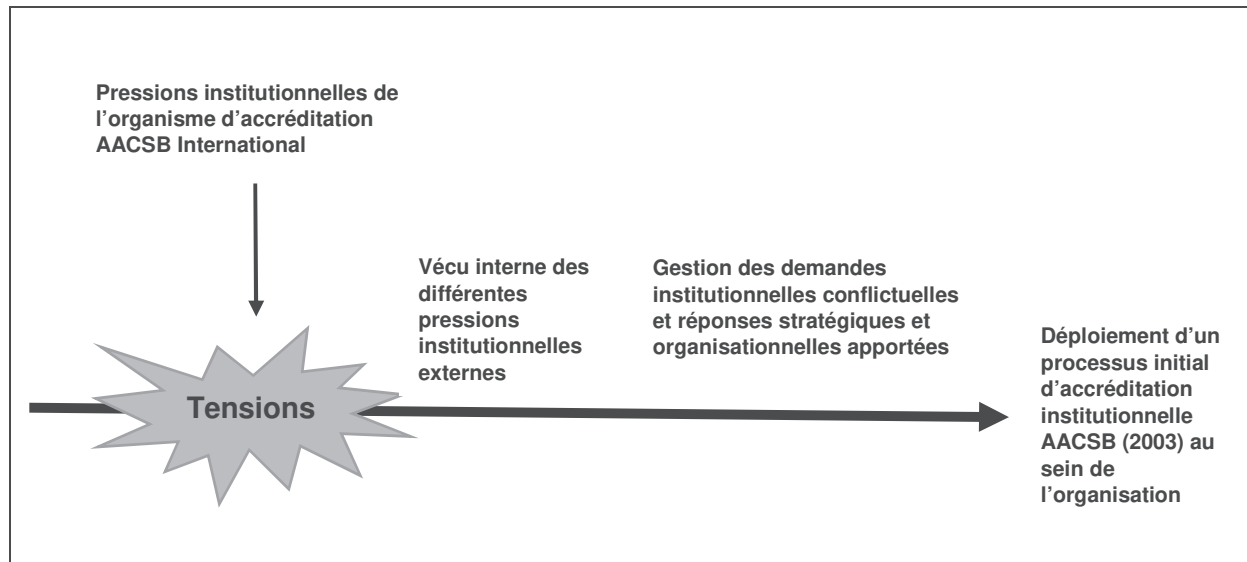 Pressions institutionnelles de
l’organisme d’accréditation
AACSB International
Vécu interne des
différentes
pressions
institutionnelles
externes
Gestion des demandes
institutionnelles conflictuelles
et réponses stratégiques et
organisationnelles apportées
Déploiement d’un
processus initial
d’accréditation
institutionnelle
AACSB (2003) au
sein de
l’organisation
Tensions